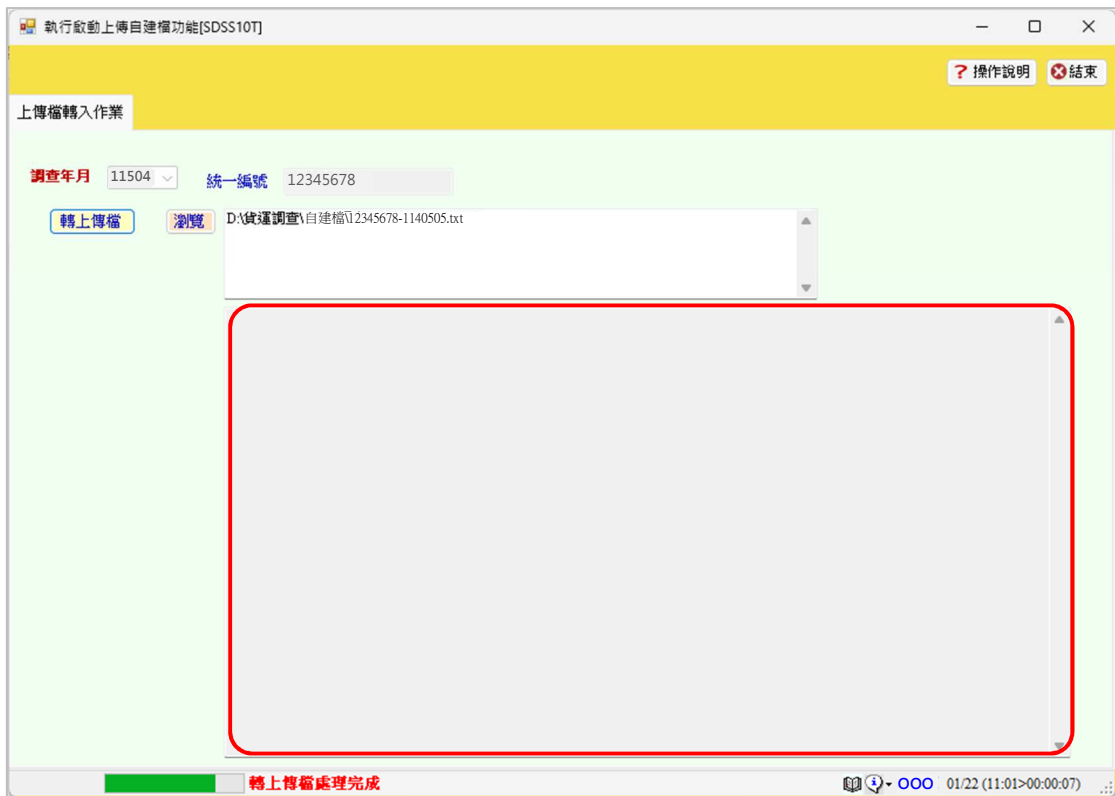 執行啟動上傳自建檔功能[SDSS10T]
操作說明 結束
上傳檔轉入作業
調查年月 11504 統一編號 12345678
轉上傳檔 瀏覽 D:\貨運調查\自建檔\12345678-1140505.txt
轉上傳檔處理完成 OOO 01/22 (11:01>00:00:07)